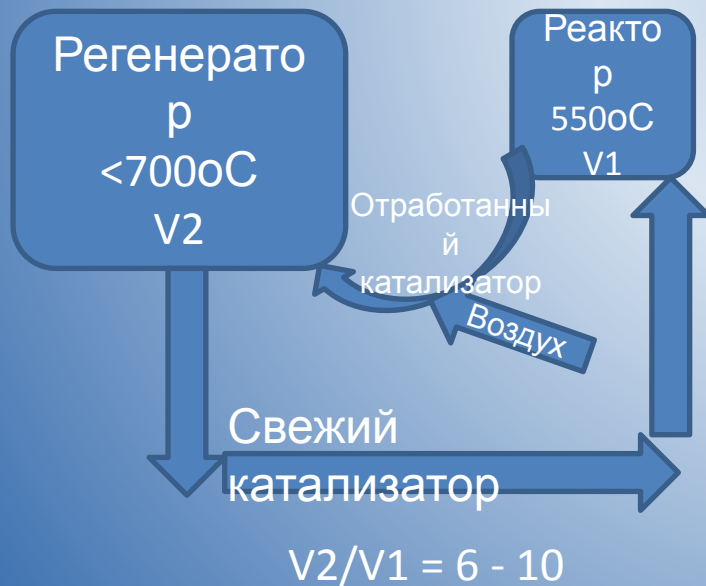 Регенерато
р
<700оС
V2
Реакто
р
550оС
V1
Отработанны
й
катализатор
Воздух
Свежий
катализатор
V2/V1 = 6 - 10